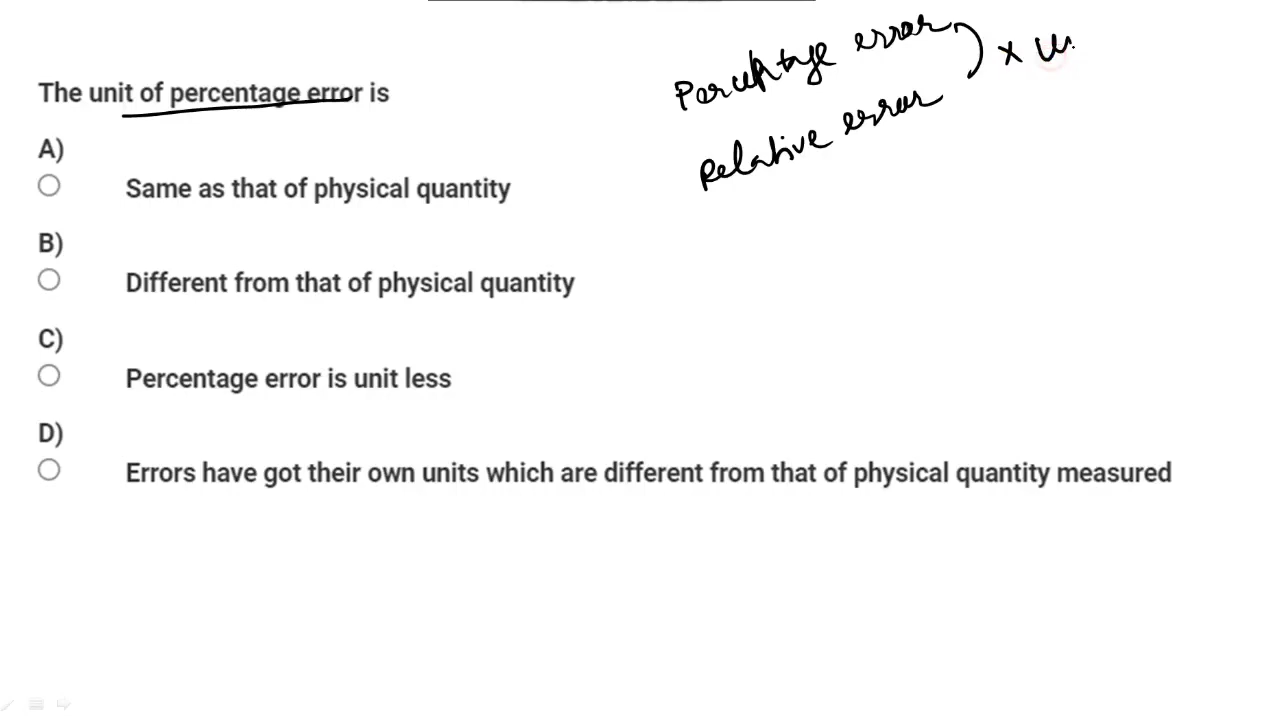 The unit of percentage error is
A)
Same as that of physical quantity
B)
Different from that of physical quantity
C)
Percentage error is unit less
D)
Errors have got their own units which are different from that of physical quantity measured
Percentage error
Relative error
×